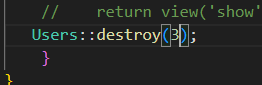 //    return view('show'
Users::destroy(3);
}
}